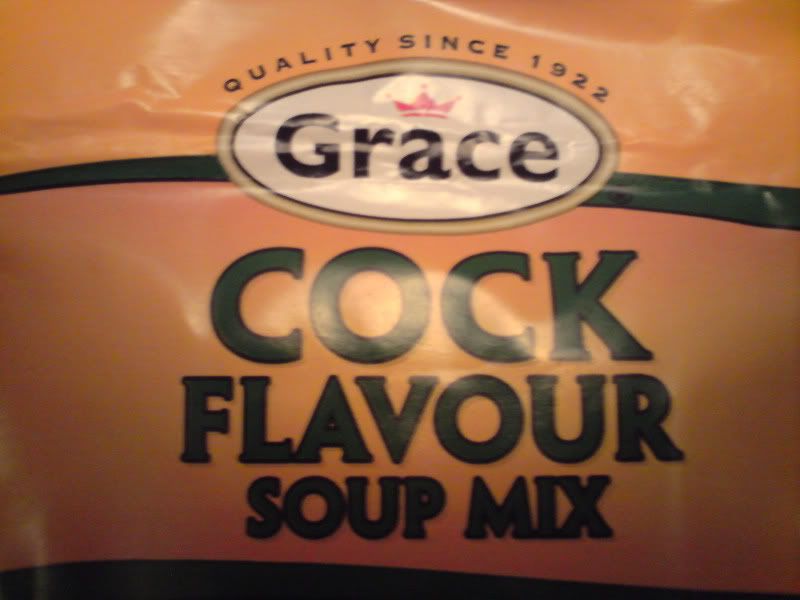 QUALITY SINCE 1922
Grace
COCK
FLAVOUR
SOUP MIX